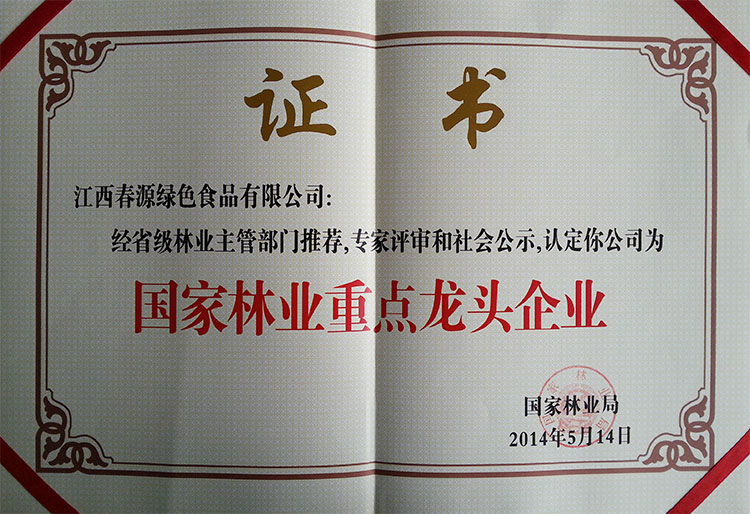 证 书
江西春源绿色食品有限公司:
经省级林业主管部门推荐,专家评审和社会公示,认定你公司为
国家林业重点龙头企业
国家林业局
2014年5月14日